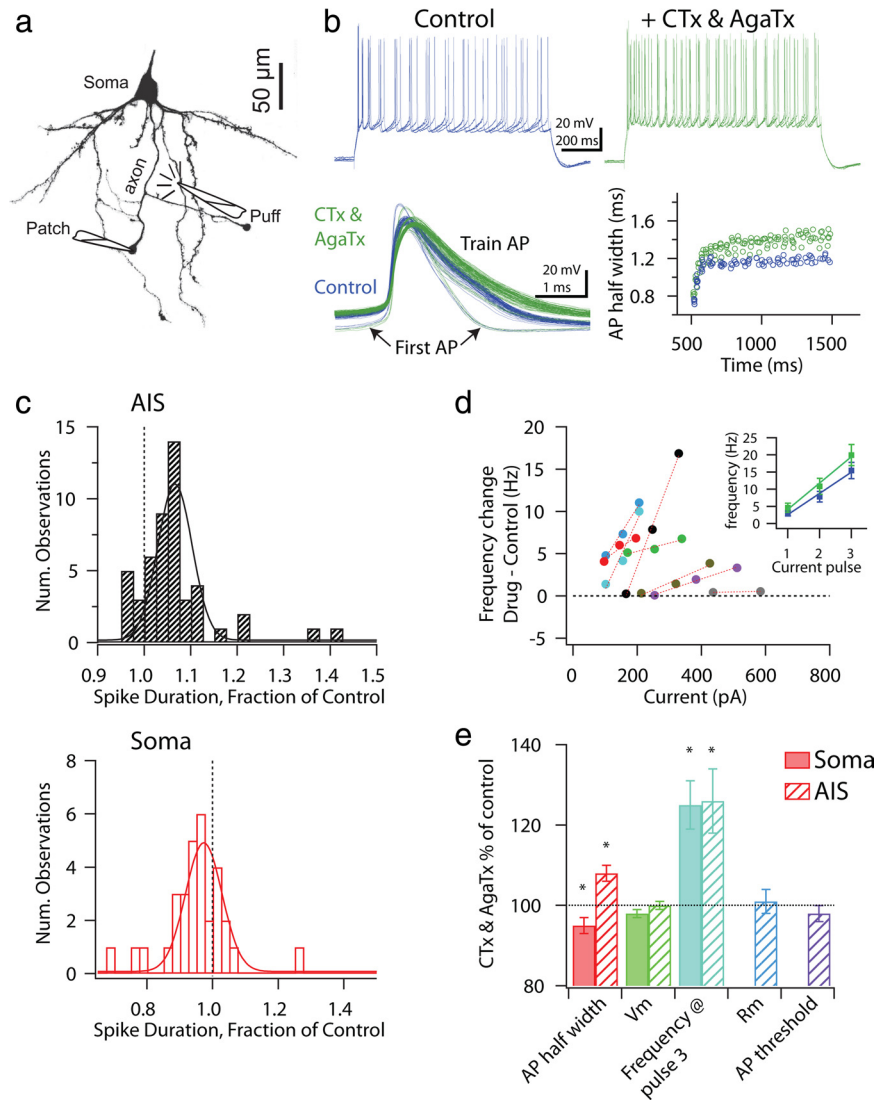 a
Soma
50 μm
axon
Puff
Patch
b
Control
+ CTx & AgaTx
20 mv
200 ms
CTx &
AgaTx
Control
Train AP
20 mV
1 ms
First AP
AP half width (ms)
1.6
1.2
0.8
500
1000
1500
Time (ms)
c
AIS
Num. Observations
15
10
5
0
0.9
1.0
1.1
1.2
1.3
1.4
1.5
Spike Duration, Fraction of Control
Soma
Num. Observations
8
6
4
2
0
0.8
1.0
1.2
1.4
Spike Duration, Fraction of Control
d
Frequency change
Drug - Control (Hz)
20
15
10
5
0
-5
0
200
400
600
800
Current (pA)
frequency (Hz)
25
20
15
10
5
0
1
2
3
Current pulse
e
CTx & AgaTx % of control
140
120
100
80
* * * *
Soma
AIS
AP half width
Vm
Frequency @
pulse 3
Rm
AP threshold